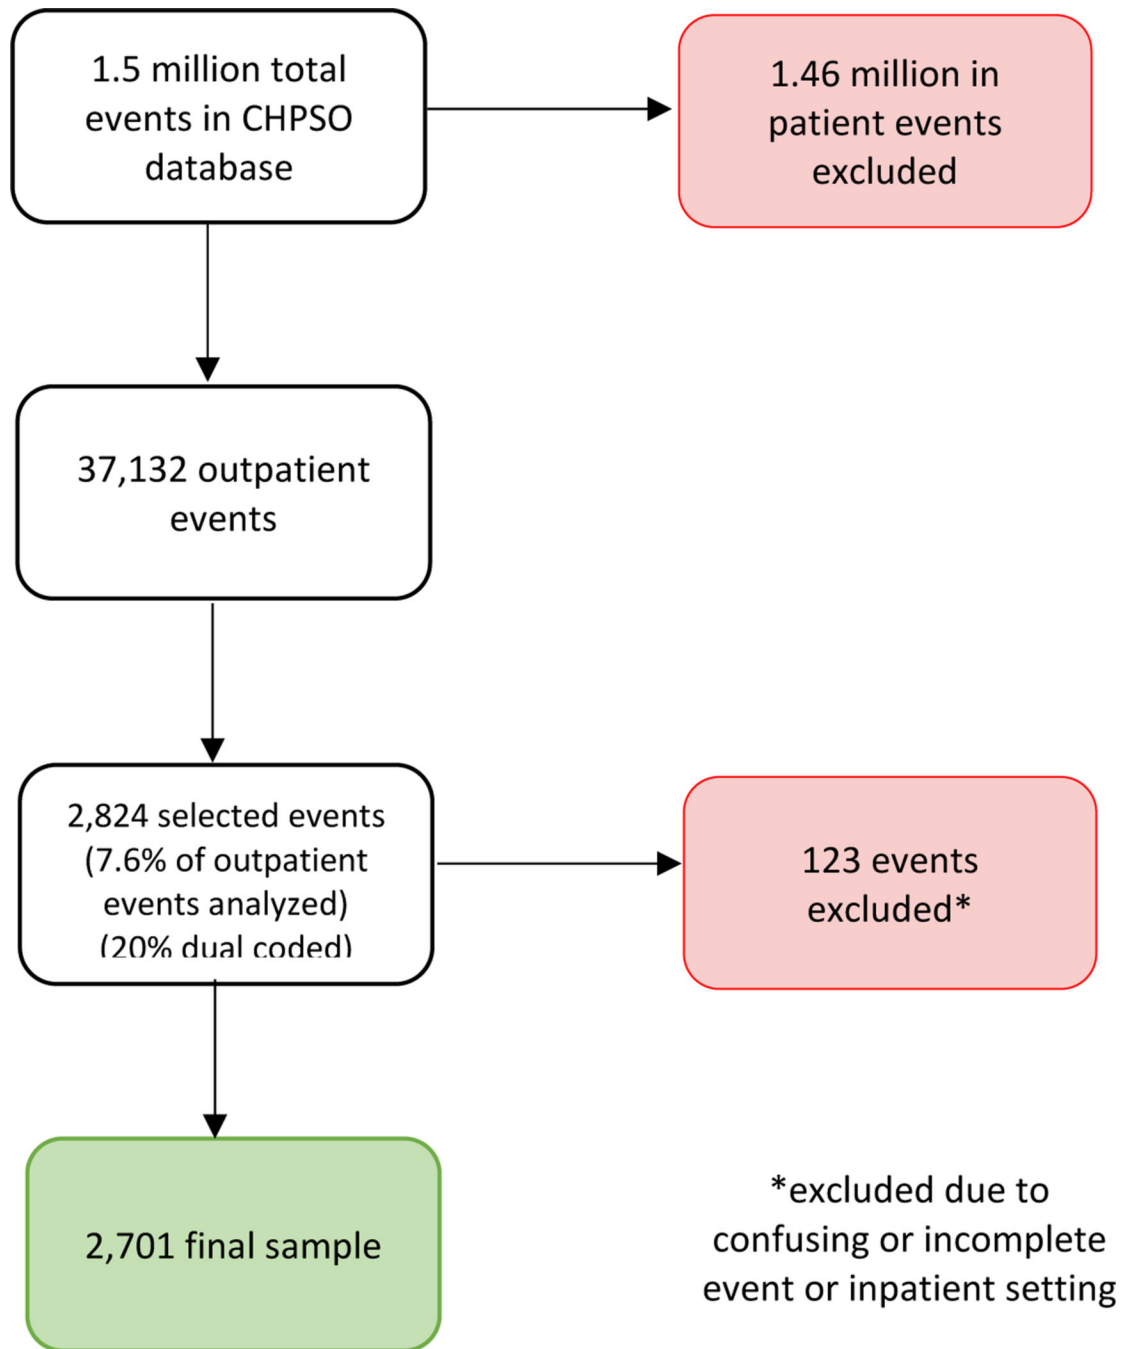 1.5 million total
events in CHPSO
database
1.46 million in
patient events
excluded
37,132 outpatient
events
2,824 selected events
(7.6% of outpatient
events analyzed)
(20% dual coded)
123 events
excluded*
2,701 final sample
*excluded due to
confusing or incomplete
event or inpatient setting